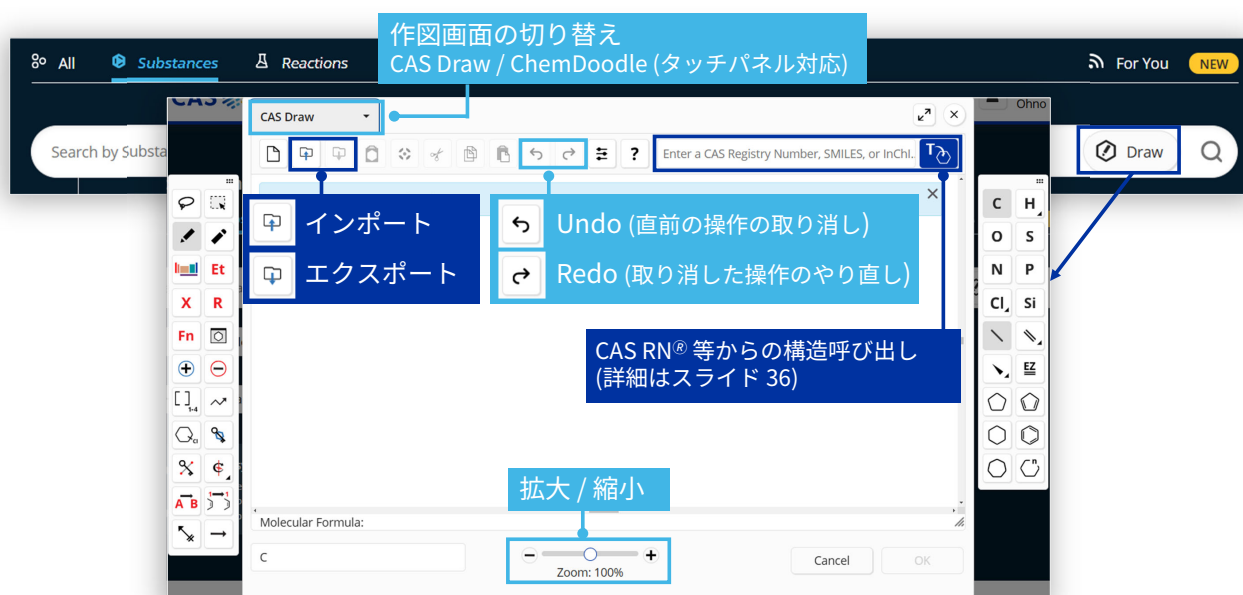 作図画面の切り替え
CAS Draw / ChemDoodle (タッチパネル対応)
All
Substances
Reactions
For You
NEW
CAS
Ohno
CAS Draw
Search by Substa
Enter a CAS Registry Number, SMILES, or InChI.
T
Draw
?
インポート
エクスポート
Undo (直前の操作の取り消し)
Redo (取り消した操作のやり直し)
CAS RN® 等からの構造呼び出し
(詳細はスライド 36)
Et
X R
Fn
[ ] 1-4
Cl
A B
C H
O S
N P
Cl Si
EZ
n
拡大 / 縮小
Molecular Formula:
C
Zoom: 100%
Cancel
OK